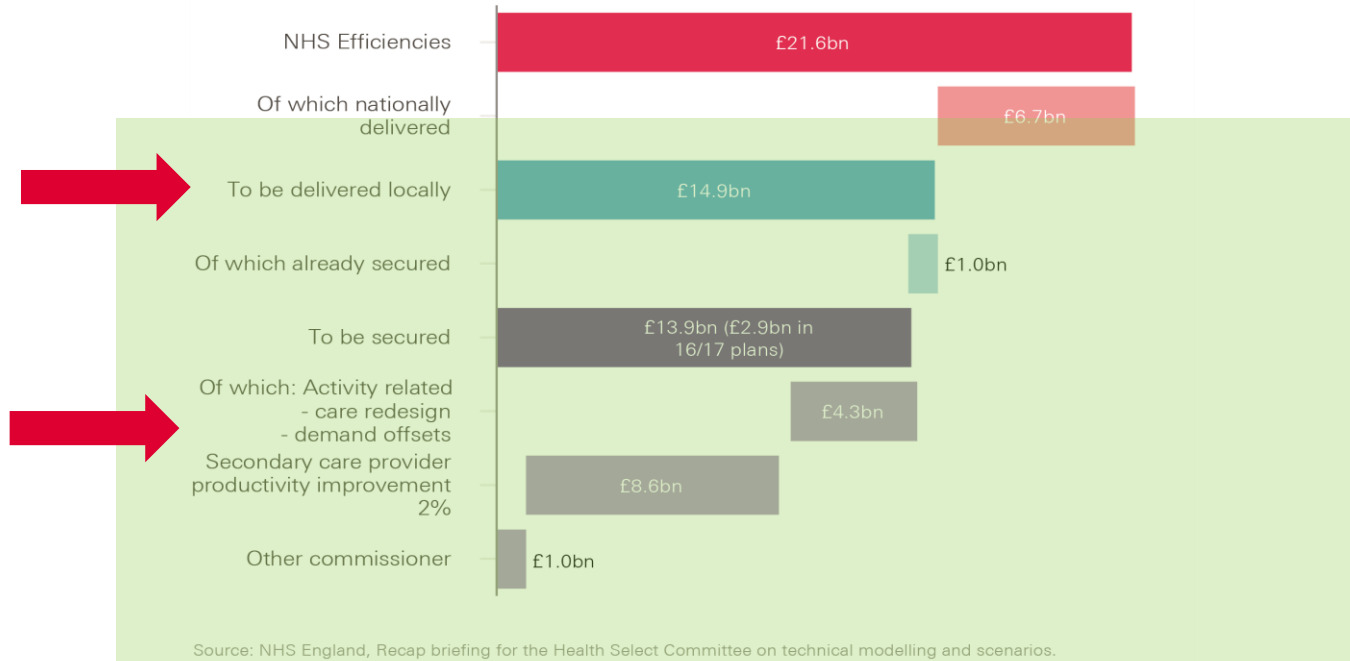 NHS Efficiencies
£21.6bn
Of which nationally
delivered
£6.7bn
To be delivered locally
£14.9bn
Of which already secured
£1.0bn
To be secured
£13.9bn (£2.9bn in
16/17 plans)
Of which: Activity related
- care redesign
- demand offsets
£4.3bn
Secondary care provider
productivity improvement
2%
£8.6bn
Other commissioner
£1.0bn
Source: NHS England, Recap briefing for the Health Select Committee on technical modelling and scenarios.